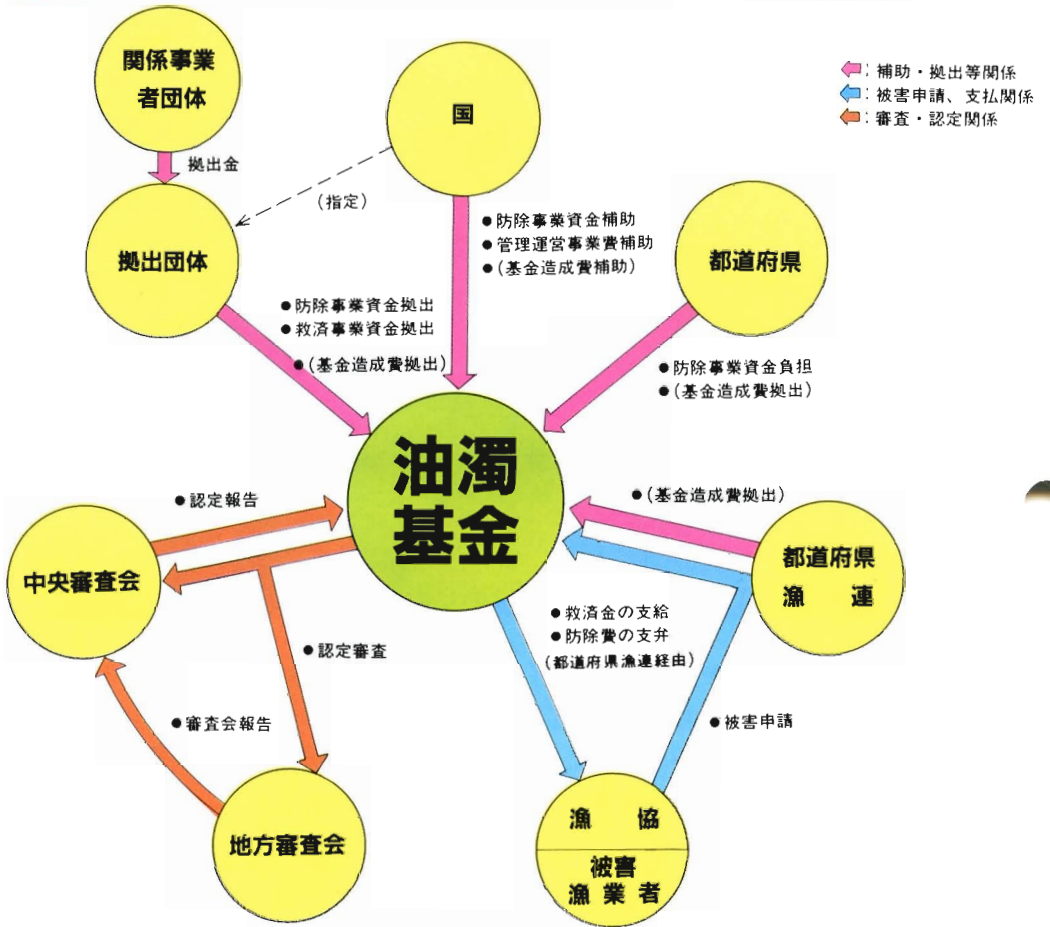 関係事業
者団体
国
：補助・拠出等関係
：被害申請、支払関係
：審査・認定関係
拠出金
(指定)
拠出団体
●防除事業資金補助
●管理運営事業費補助
●(基金造成費補助)
都道府県
●防除事業資金拠出
●救済事業資金拠出
●(基金造成費拠出)
●防除事業資金負担
●(基金造成費拠出)
油濁
基金
●認定報告
●(基金造成費拠出)
中央審査会
都道府県
漁連
●救済金の支給
●防除費の支弁
(都道府県漁連経由)
●認定審査
●審査会報告
●被害申請
地方審査会
漁協
被害
漁業者